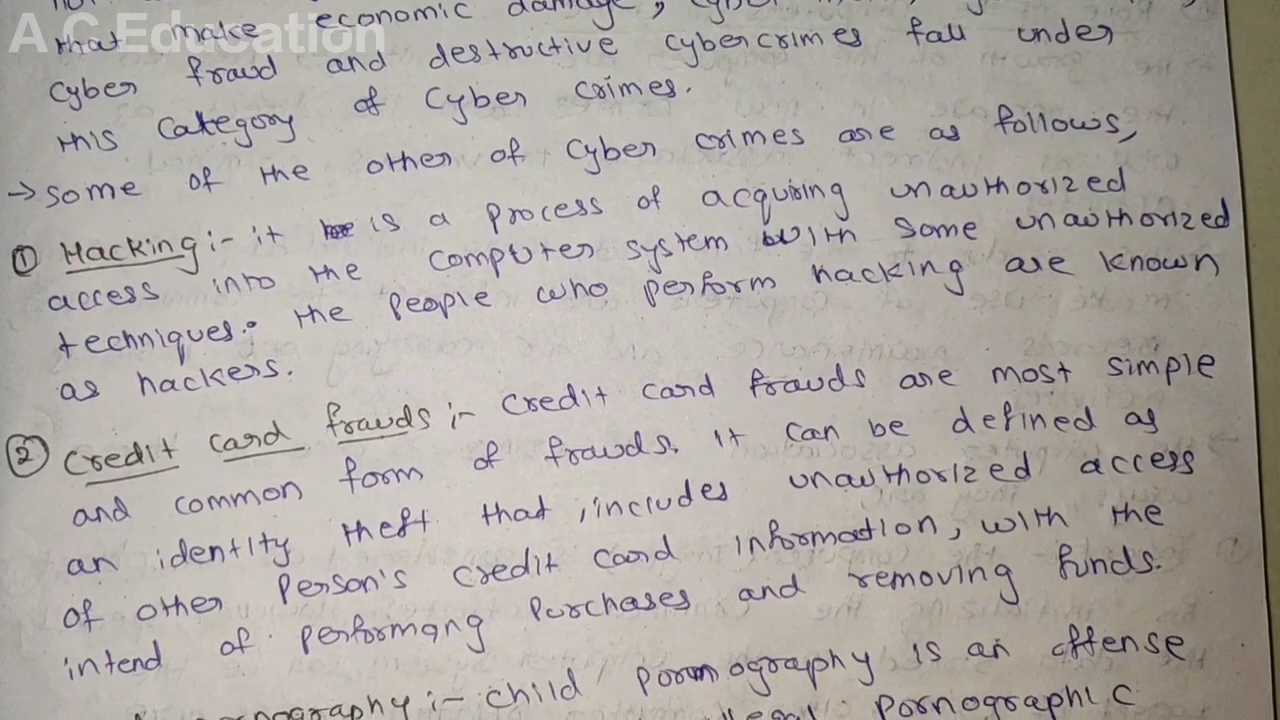 A C Education
make economic damage, cyber
that
cyber fraud and destructive cybercrimes fall under
this category of cyber crimes.
→ some of the other of cyber crimes are as follows,
① Hacking :- it is a process of acquiring unauthorized
access into the computer system with some unauthorized
techniques. the people who perform hacking are known
as hackers.
② credit card frauds :- credit card frauds are most simple
and common form of frauds. it can be defined as
an identity theft that, includes unauthorized access
of other person's credit card information, with the
intend of performang purchases and removing funds.
:- child pornography is an offense
pornographic